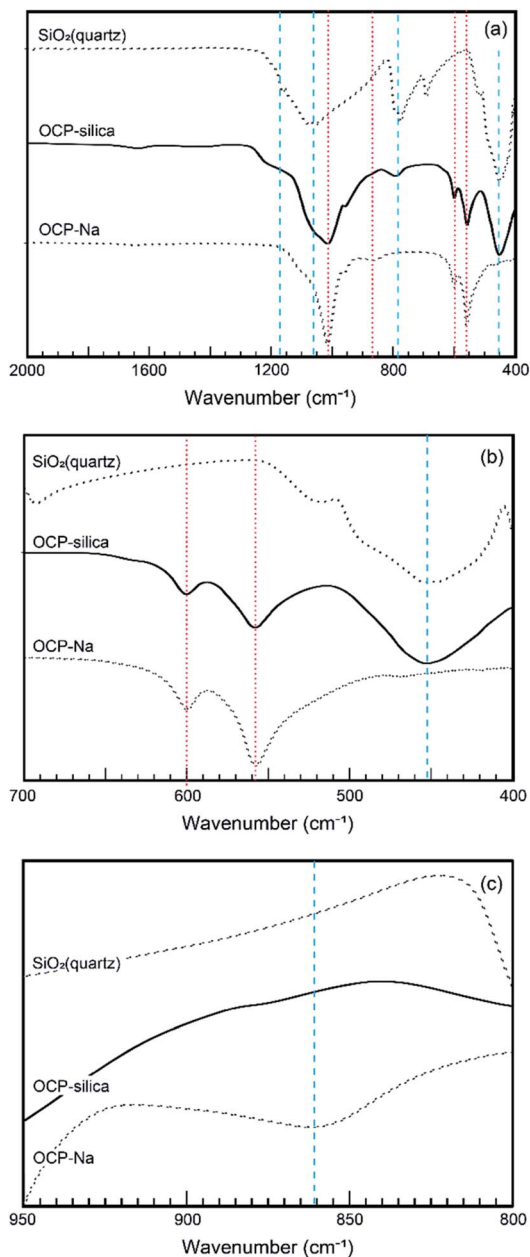 (a)
SiO₂(quartz)
OCP-silica
OCP-Na
2000 1600 1200 800 400
Wavenumber (cm⁻¹)
(b)
SiO₂(quartz)
OCP-silica
OCP-Na
700 600 500 400
Wavenumber (cm⁻¹)
(c)
SiO₂(quartz)
OCP-silica
OCP-Na
950 900 850 800
Wavenumber (cm⁻¹)